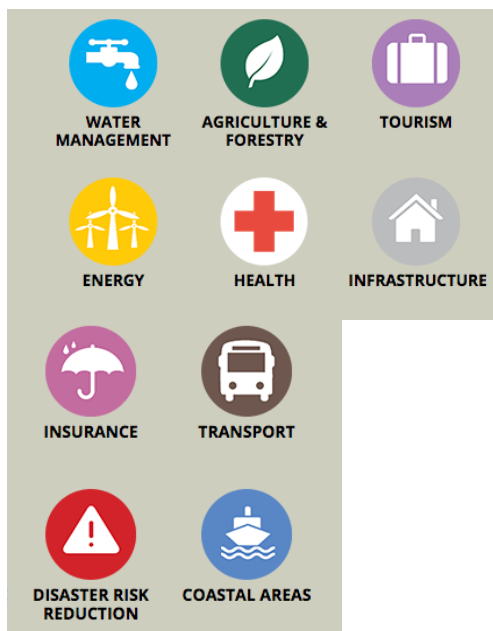 WATER
MANAGEMENT
AGRICULTURE &
FORESTRY
TOURISM
ENERGY
HEALTH
INFRASTRUCTURE
INSURANCE
TRANSPORT
DISASTER RISK
REDUCTION
COASTAL AREAS